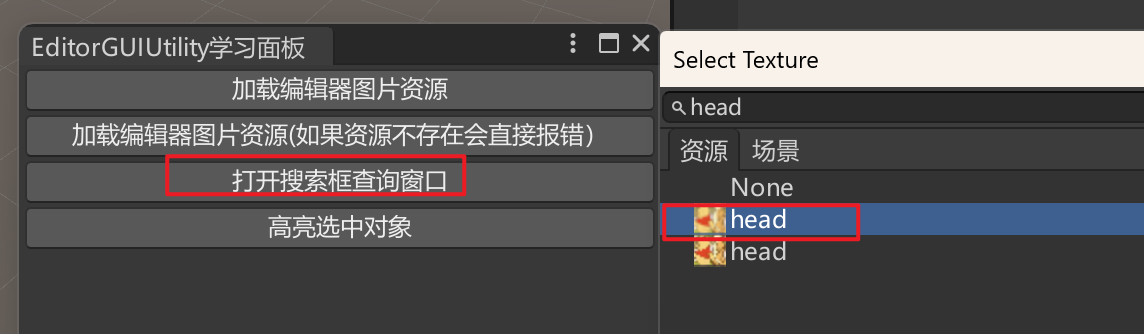 EditorGUIUtility学习面板
加载编辑器图片资源
加载编辑器图片资源(如果资源不存在会直接报错)
打开搜索框查询窗口
高亮选中对象
Select Texture
head
资源 场景
None
head
head